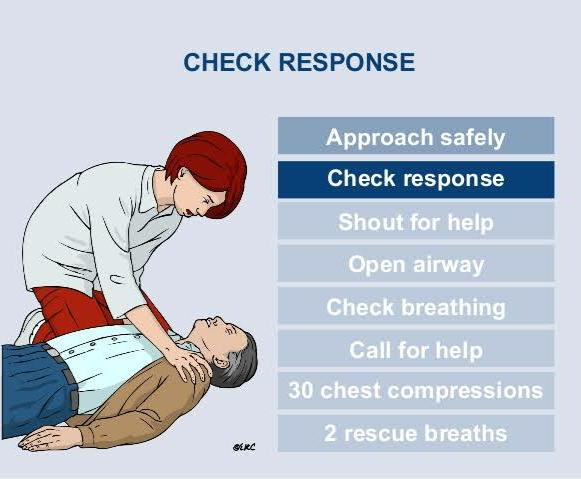 CHECK RESPONSE
Approach safely
Check response
Shout for help
Open airway
Check breathing
Call for help
30 chest compressions
2 rescue breaths
@ERC